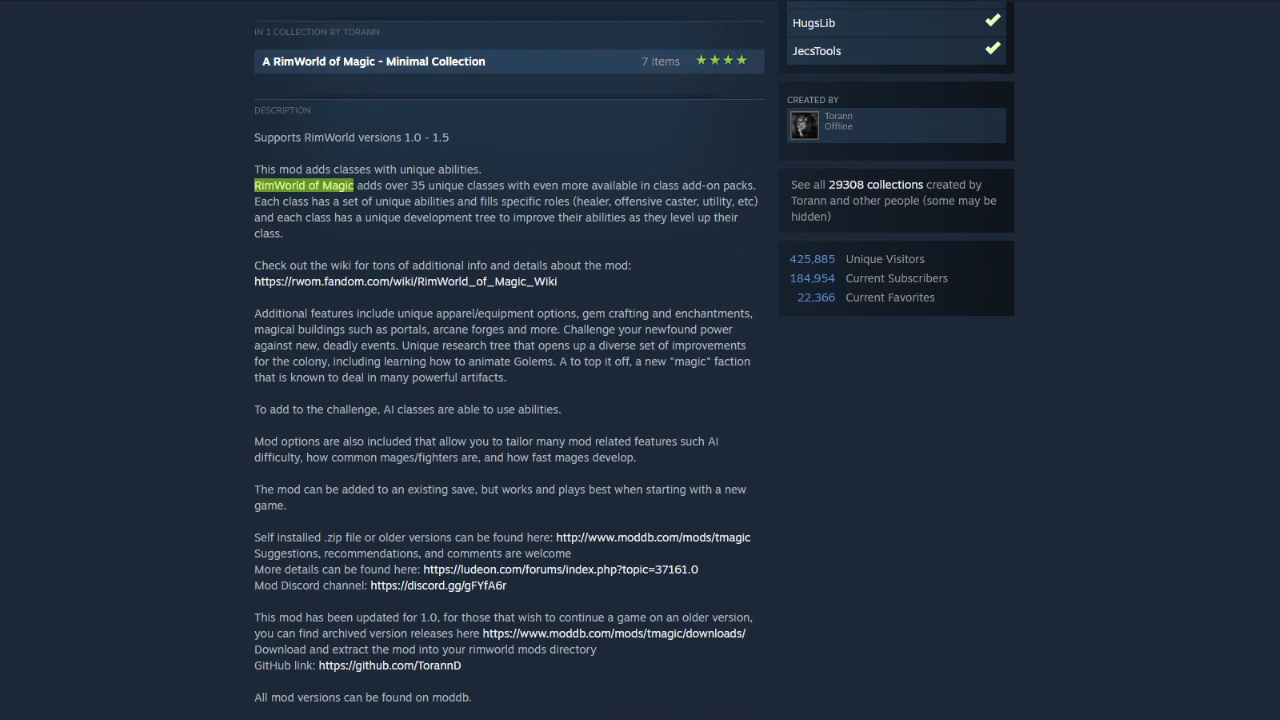 IN 1 COLLECTION BY TORANN
A RimWorld of Magic - Minimal Collection
7 items
DESCRIPTION
Supports RimWorld versions 1.0 - 1.5
This mod adds classes with unique abilities.
RimWorld of Magic adds over 35 unique classes with even more available in class add-on packs.
Each class has a set of unique abilities and fills specific roles (healer, offensive caster, utility, etc)
and each class has a unique development tree to improve their abilities as they level up their
class.
Check out the wiki for tons of additional info and details about the mod:
https://rwom.fandom.com/wiki/RimWorld_of_Magic_Wiki
Additional features include unique apparel/equipment options, gem crafting and enchantments,
magical buildings such as portals, arcane forges and more. Challenge your newfound power
against new, deadly events. Unique research tree that opens up a diverse set of improvements
for the colony, including learning how to animate Golems. A to top it off, a new "magic" faction
that is known to deal in many powerful artifacts.
To add to the challenge, AI classes are able to use abilities.
Mod options are also included that allow you to tailor many mod related features such AI
difficulty, how common mages/fighters are, and how fast mages develop.
The mod can be added to an existing save, but works and plays best when starting with a new
game.
Self installed .zip file or older versions can be found here: http://www.moddb.com/mods/tmagic
Suggestions, recommendations, and comments are welcome
More details can be found here: https://ludeon.com/forums/index.php?topic=37161.0
Mod Discord channel: https://discord.gg/gFYfA6r
This mod has been updated for 1.0, for those that wish to continue a game on an older version,
you can find archived version releases here https://www.moddb.com/mods/tmagic/downloads/
Download and extract the mod into your rimworld mods directory
GitHub link: https://github.com/TorannD
All mod versions can be found on moddb.
HugsLib
JecsTools
CREATED BY
Torann
Offline
See all 29308 collections created by
Torann and other people (some may be
hidden)
425,885 Unique Visitors
184,954 Current Subscribers
22,366 Current Favorites